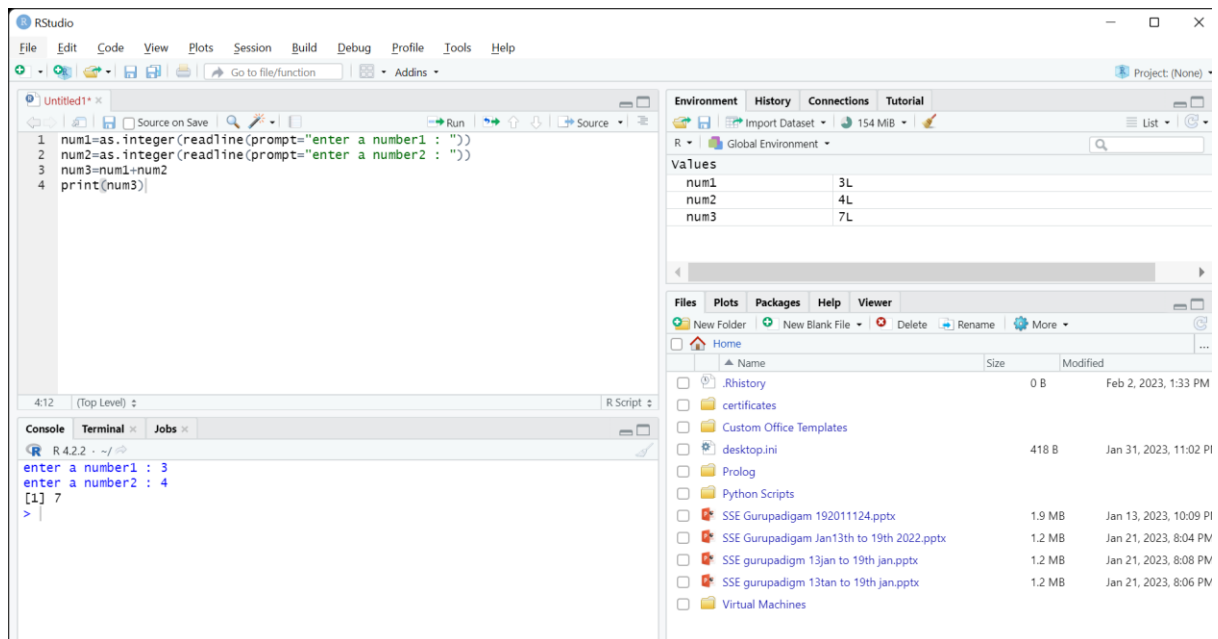 RStudio
File Edit Code View Plots Session Build Debug Profile Tools Help
Go to file/function Addins Project: (None)
Untitled1*
Source on Save Run Source
1 num1=as.integer(readline(prompt="enter a number1 : "))
2 num2=as.integer(readline(prompt="enter a number2 : "))
3 num3=num1+num2
4 print(num3)
4:12 (Top Level) R Script
Console Terminal Jobs
R 4.2.2 · ~/
enter a number1 : 3
enter a number2 : 4
[1] 7
>
Environment History Connections Tutorial
Import Dataset 154 MiB List
R Global Environment
Values
num1 3L
num2 4L
num3 7L
Files Plots Packages Help Viewer
New Folder New Blank File Delete Rename More
Home ...
Name Size Modified
.Rhistory 0 B Feb 2, 2023, 1:33 PM
certificates
Custom Office Templates
desktop.ini 418 B Jan 31, 2023, 11:02 PM
Prolog
Python Scripts
SSE Gurupadigam 192011124.pptx 1.9 MB Jan 13, 2023, 10:09 PM
SSE Gurupadigam Jan13th to 19th 2022.pptx 1.2 MB Jan 21, 2023, 8:04 PM
SSE gurupadigm 13jan to 19th jan.pptx 1.2 MB Jan 21, 2023, 8:08 PM
SSE gurupadigm 13tan to 19th jan.pptx 1.2 MB Jan 21, 2023, 8:06 PM
Virtual Machines